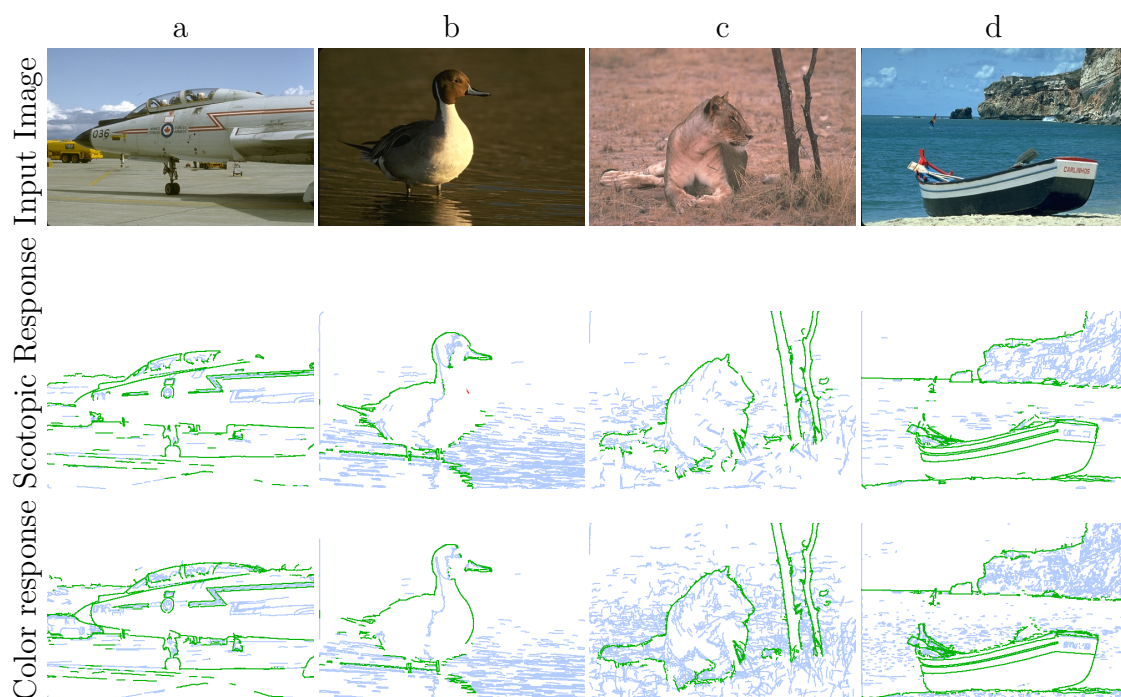 a b c d
Input Image
036
CARLINHOS
Scotopic Response
Color response